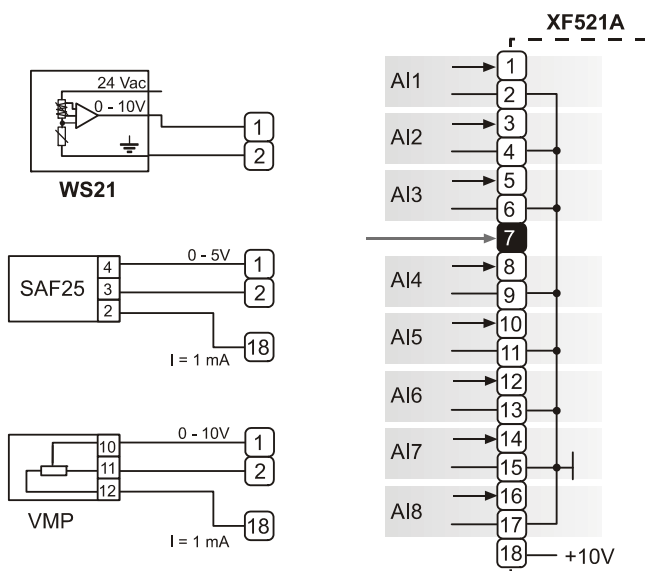 24 Vac
0 - 10V
1
2
WS21
SAF25
4
3
2
0 - 5V
1
2
18
I = 1 mA
VMP
10
11
12
0 - 10V
1
2
18
I = 1 mA
XF521A
AI1
1
2
AI2
3
4
AI3
5
6
7
AI4
8
9
AI5
10
11
AI6
12
13
AI7
14
15
AI8
16
17
18
+10V